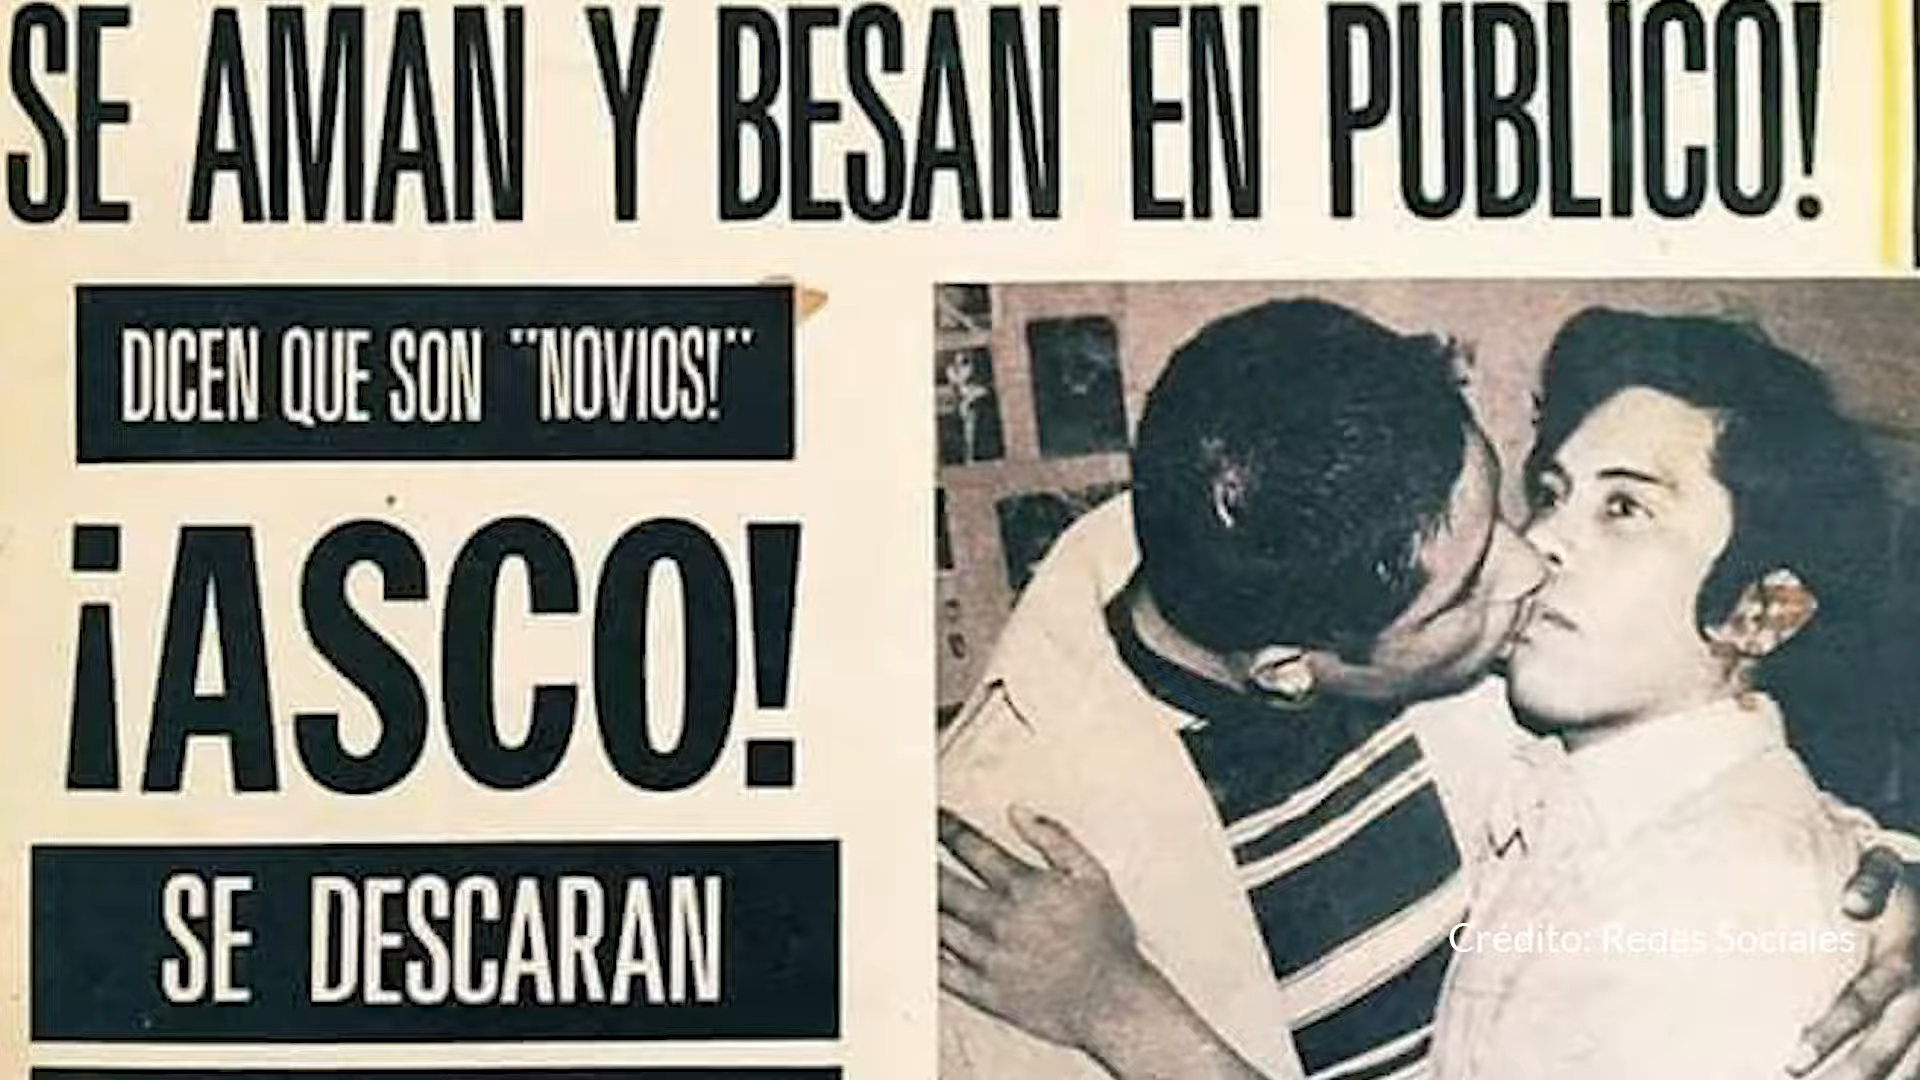 SE AMAN Y BESAN EN PUBLICO!
DICEN QUE SON ¨NOVIOS!¨
¡ASCO!
SE DESCARAN
Crédito: Redes Sociales